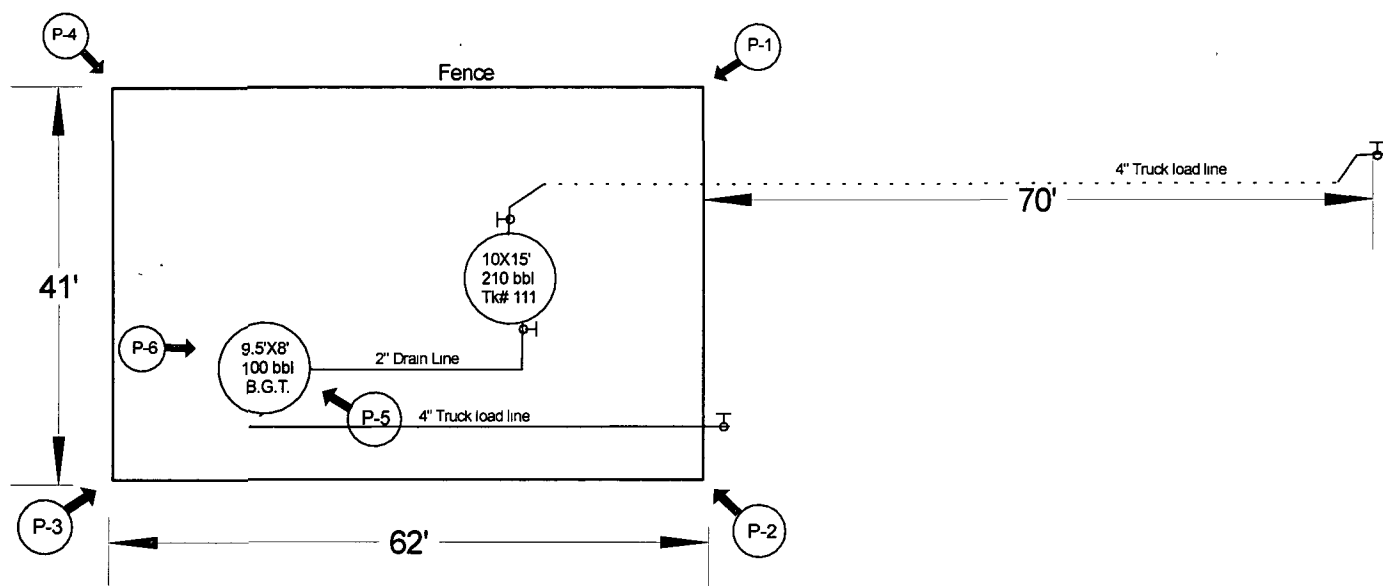 P-4
P-1
Fence
4" Truck load line
70'
10X15'
210 bbl
Tk# 111
41'
P-6
9.5'X8'
100 bbl
B.G.T.
2" Drain Line
P-5
4" Truck load line
P-3
62'
P-2